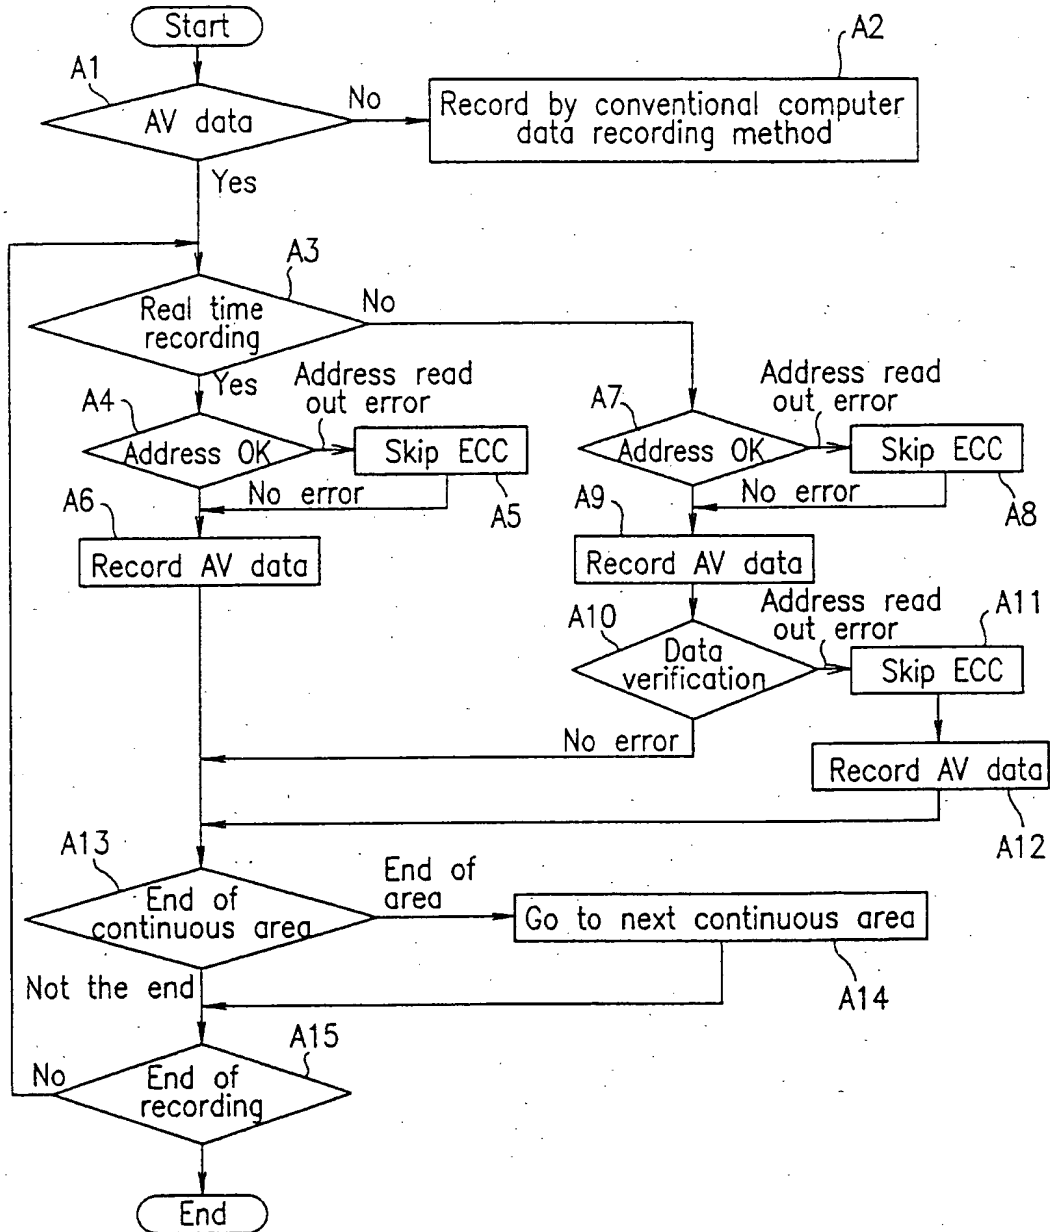 Start
A1
A2
AV data
No
Record by conventional computer
data recording method
Yes
A3
Real time
recording
No
Yes
Address read
out error
A4
Address OK
Skip ECC
No error
A5
A6
Record AV data
Address read
out error
A7
Address OK
Skip ECC
No error
A8
A9
Record AV data
A10
Address read
out error
A11
Data
verification
Skip ECC
No error
Record AV data
A12
A13
End of
continuous area
End of
area
Go to next continuous area
A14
Not the end
A15
No
End of
recording
End